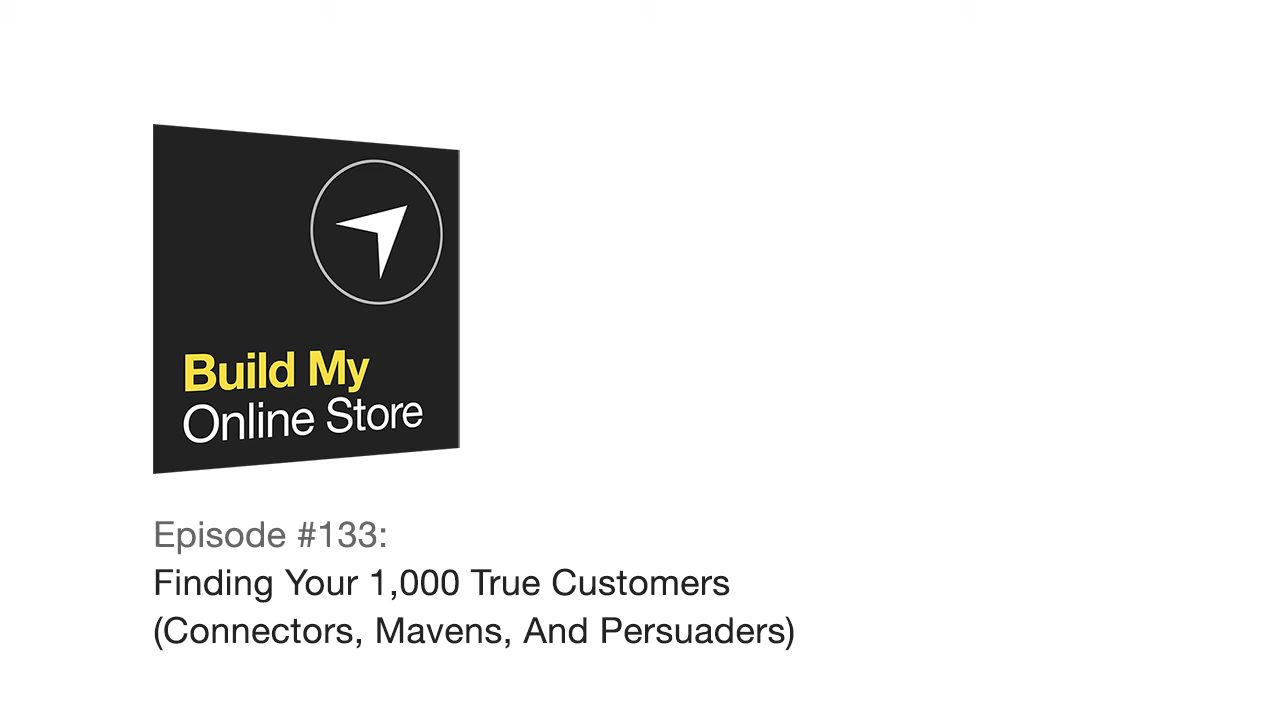 Build My
Online Store
Episode #133:
Finding Your 1,000 True Customers
(Connectors, Mavens, And Persuaders)